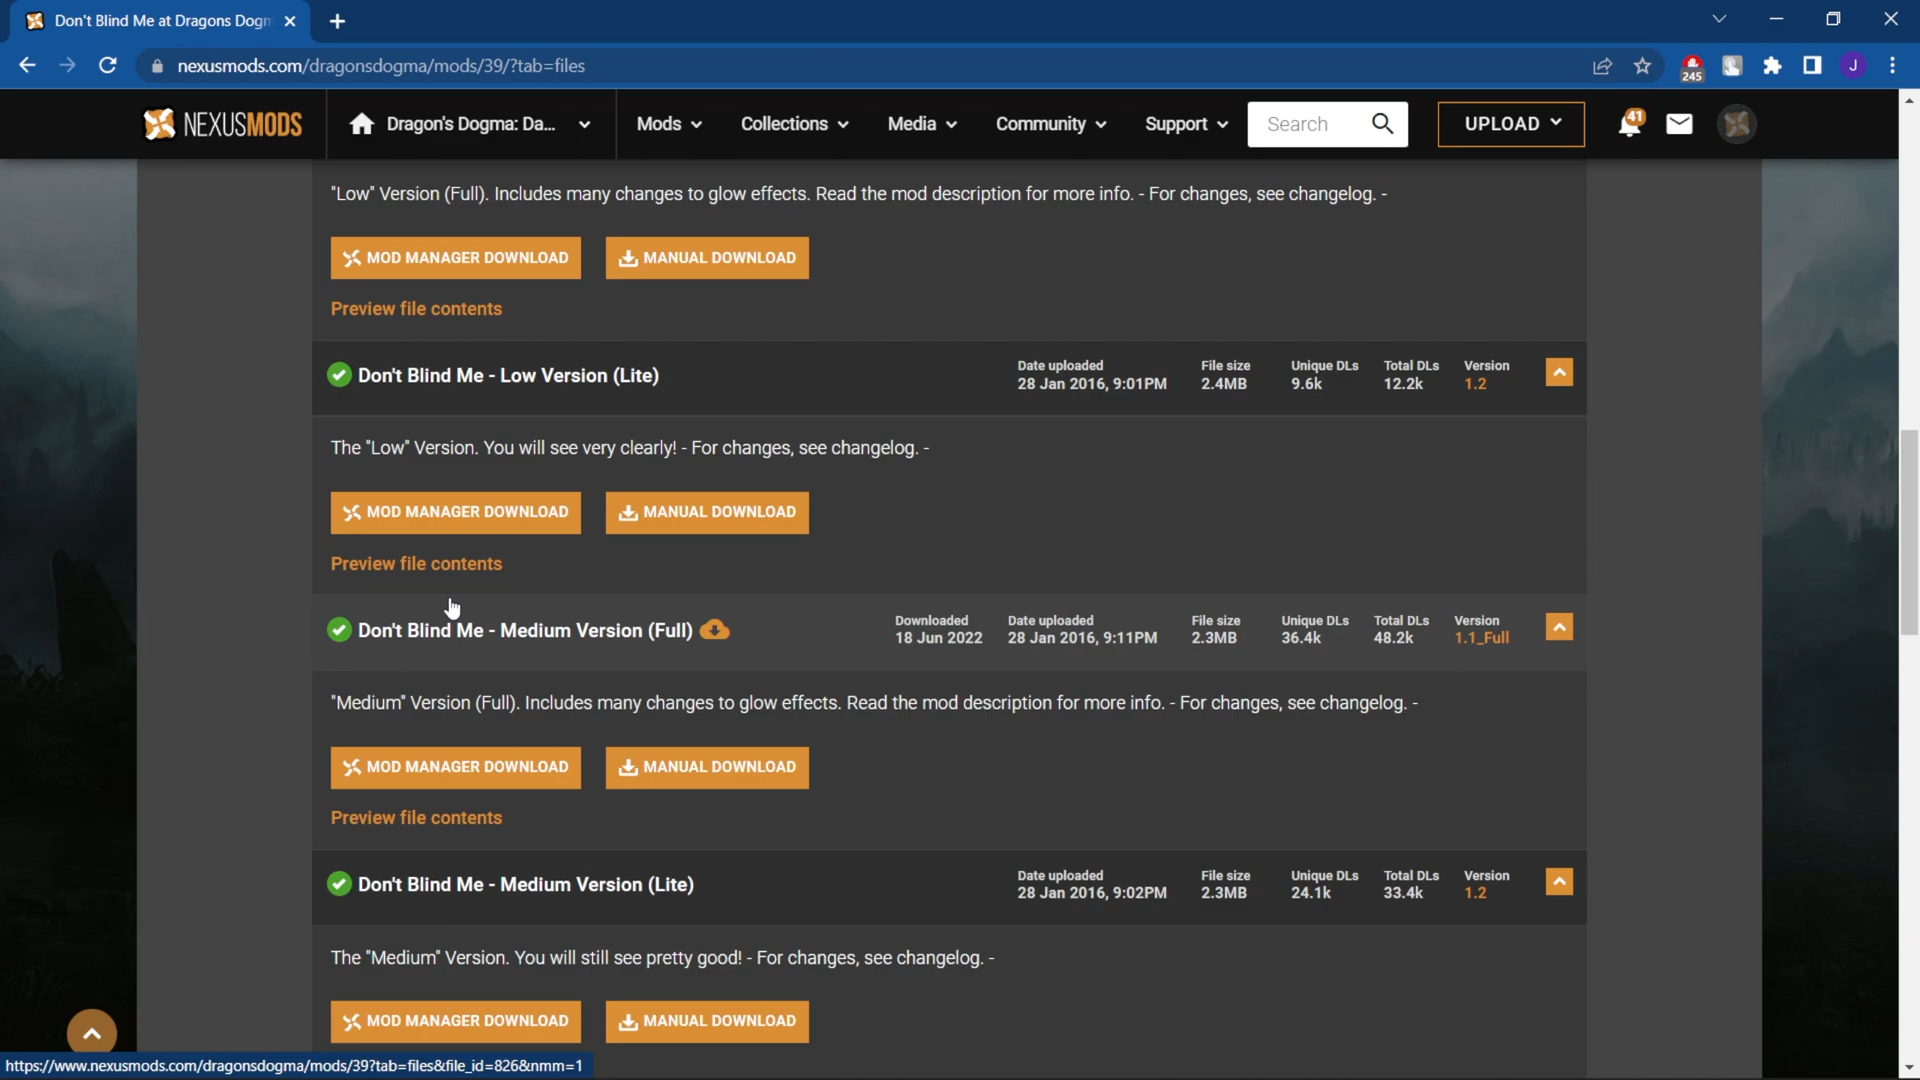 Don't Blind Me at Dragons Dogm
nexusmods.com/dragonsdogma/mods/39/?tab=files
245
J
NEXUSMODS
Dragon's Dogma: Da...
Mods
Collections
Media
Community
Support
Search
UPLOAD
41
"Low" Version (Full). Includes many changes to glow effects. Read the mod description for more info. - For changes, see changelog. -
MOD MANAGER DOWNLOAD
MANUAL DOWNLOAD
Preview file contents
Don't Blind Me - Low Version (Lite)
Date uploaded
28 Jan 2016, 9:01PM
File size
2.4MB
Unique DLs
9.6k
Total DLs
12.2k
Version
1.2
The "Low" Version. You will see very clearly! - For changes, see changelog. -
MOD MANAGER DOWNLOAD
MANUAL DOWNLOAD
Preview file contents
Don't Blind Me - Medium Version (Full)
Downloaded
18 Jun 2022
Date uploaded
28 Jan 2016, 9:11PM
File size
2.3MB
Unique DLs
36.4k
Total DLs
48.2k
Version
1.1_Full
"Medium" Version (Full). Includes many changes to glow effects. Read the mod description for more info. - For changes, see changelog. -
MOD MANAGER DOWNLOAD
MANUAL DOWNLOAD
Preview file contents
Don't Blind Me - Medium Version (Lite)
Date uploaded
28 Jan 2016, 9:02PM
File size
2.3MB
Unique DLs
24.1k
Total DLs
33.4k
Version
1.2
The "Medium" Version. You will still see pretty good! - For changes, see changelog. -
MOD MANAGER DOWNLOAD
MANUAL DOWNLOAD
https://www.nexusmods.com/dragonsdogma/mods/39?tab=files&file_id=826&nmm=1